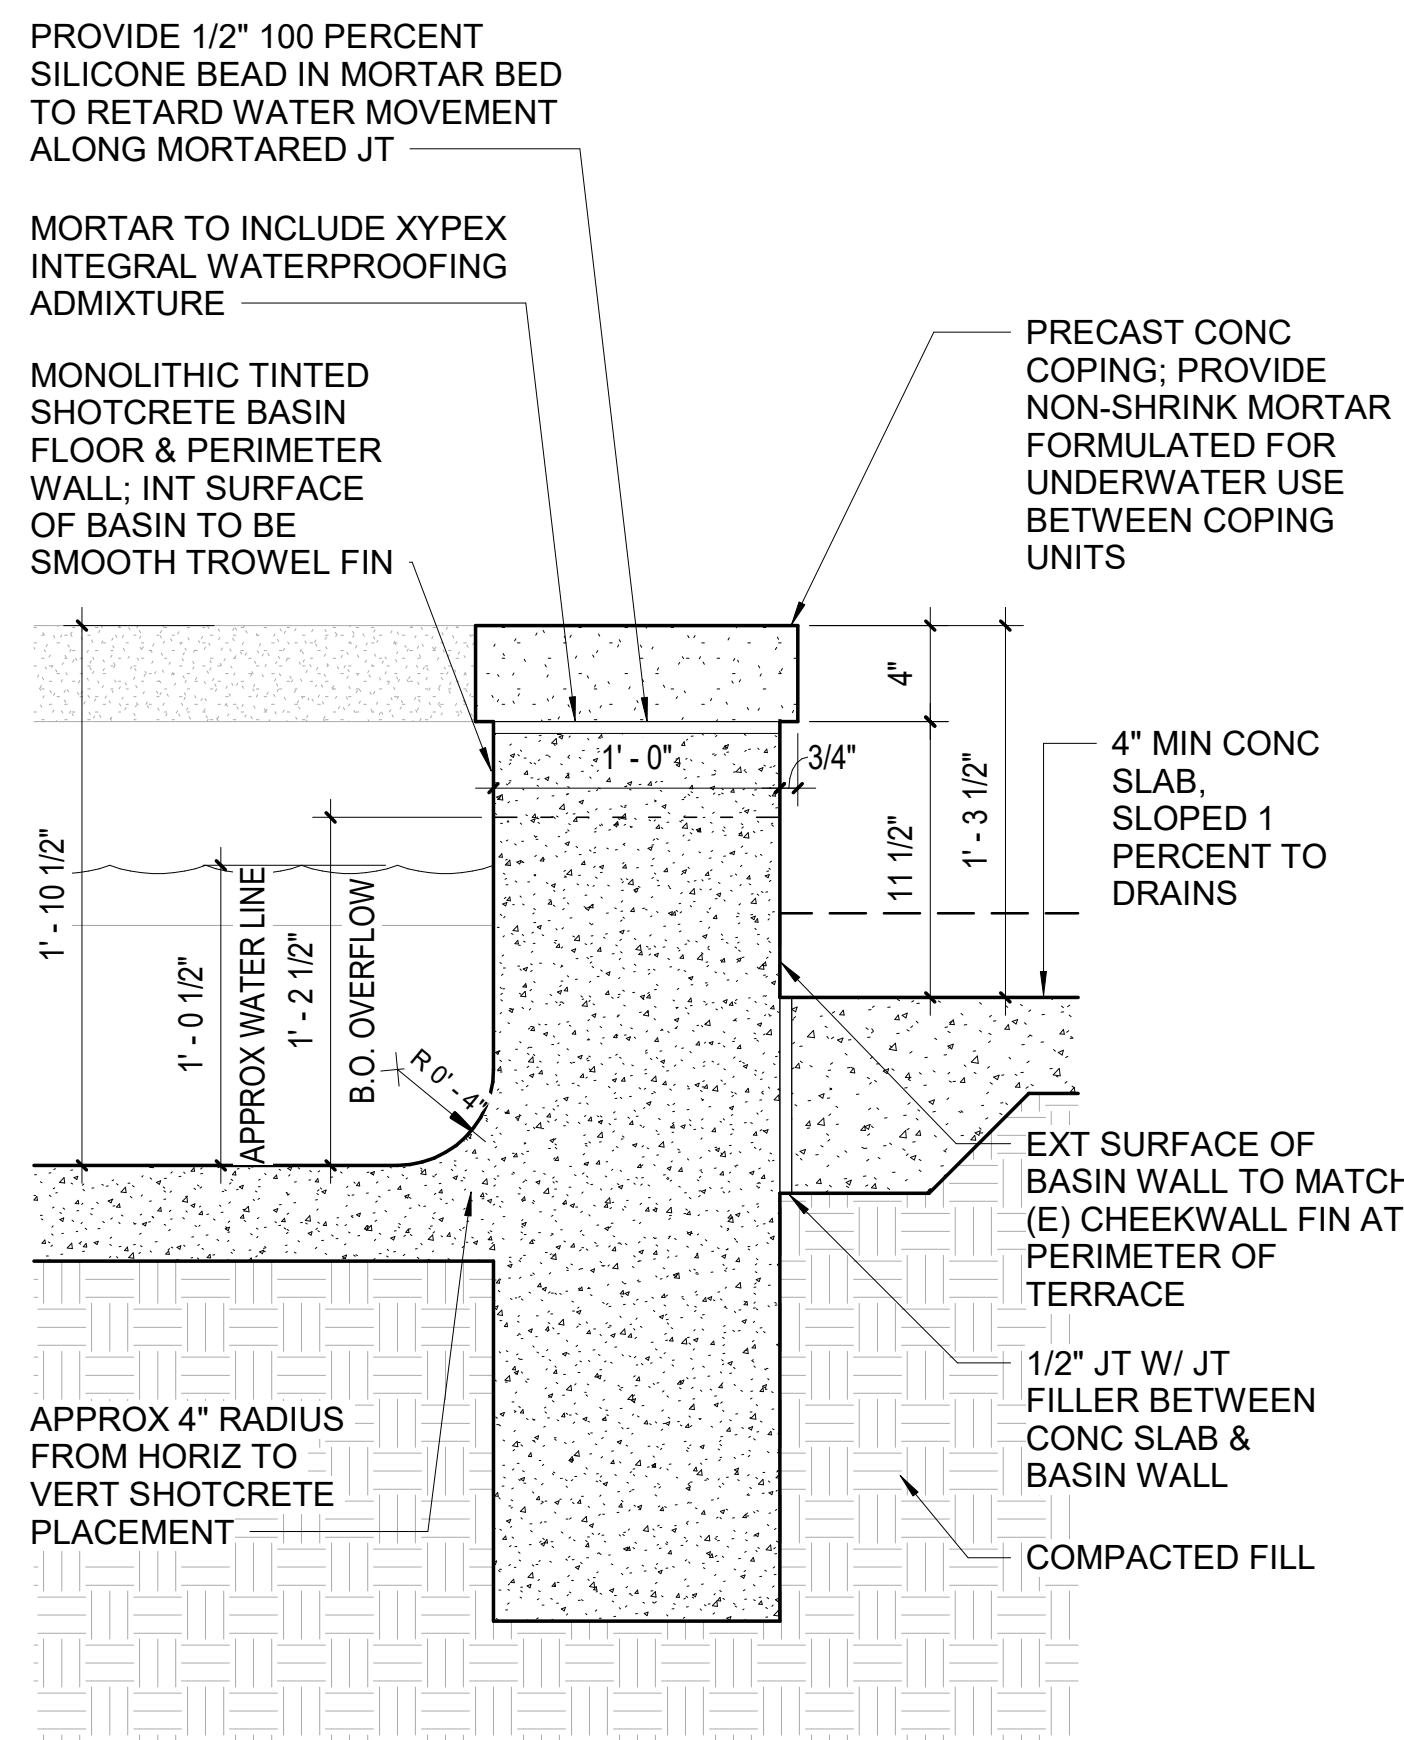 PROVIDE 1/2" 100 PERCENT
SILICONE BEAD IN MORTAR BED
TO RETARD WATER MOVEMENT
ALONG MORTARED JT
MORTAR TO INCLUDE XYPEX
INTEGRAL WATERPROOFING
ADMIXTURE
MONOLITHIC TINTED
SHOTCRETE BASIN
FLOOR & PERIMETER
WALL; INT SURFACE
OF BASIN TO BE
SMOOTH TROWEL FIN
PRECAST CONC
COPING; PROVIDE
NON-SHRINK MORTAR
FORMULATED FOR
UNDERWATER USE
BETWEEN COPING
UNITS
4"
1' - 0"
3/4"
11 1/2"
1' - 3 1/2"
4" MIN CONC
SLAB,
SLOPED 1
PERCENT TO
DRAINS
1' - 10 1/2"
1' - 0 1/2"
APPROX WATER LINE
1' - 2 1/2"
B.O. OVERFLOW
R 0' - 4"
EXT SURFACE OF
BASIN WALL TO MATCH
(E) CHEEKWALL FIN AT
PERIMETER OF
TERRACE
1/2" JT W/ JT
FILLER BETWEEN
CONC SLAB &
BASIN WALL
APPROX 4" RADIUS
FROM HORIZ TO
VERT SHOTCRETE
PLACEMENT
COMPACTED FILL